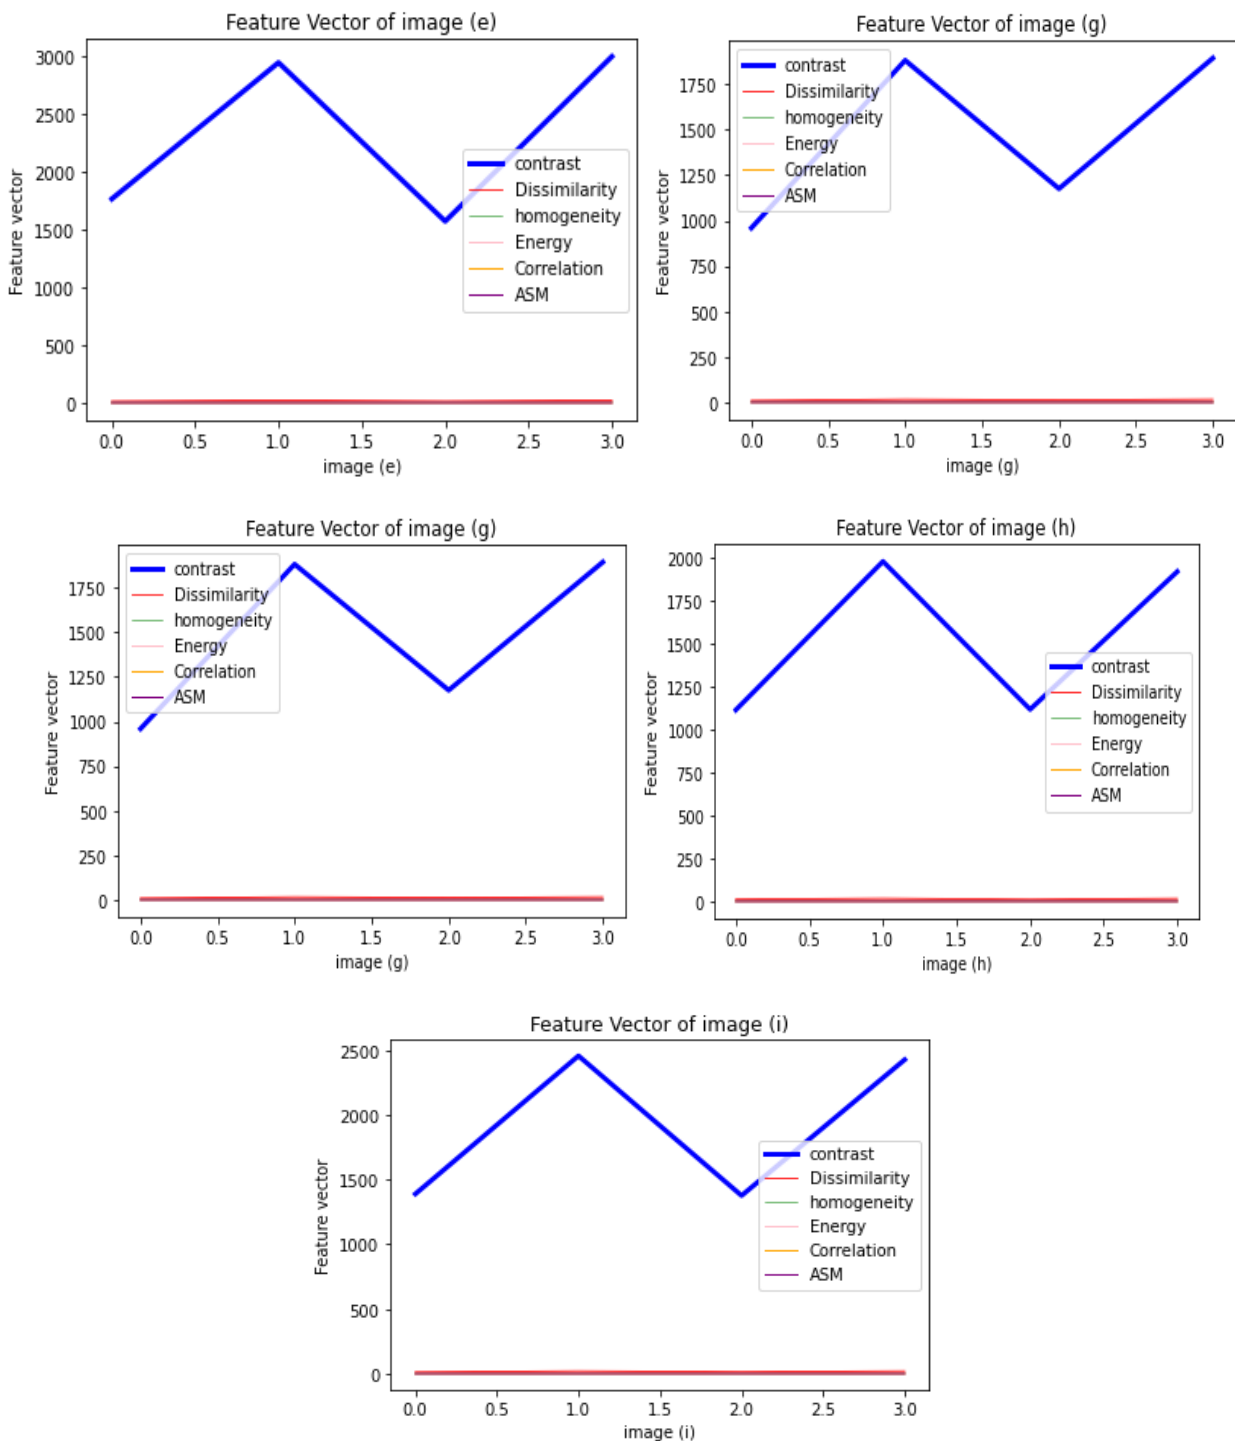 Feature Vector of image (e)
3000
2500
2000
1500
1000
500
0
Feature vector
contrast
Dissimilarity
homogeneity
Energy
Correlation
ASM
0.0 0.5 1.0 1.5 2.0 2.5 3.0
image (e)
Feature Vector of image (g)
1750
1500
1250
1000
750
500
250
0
Feature vector
contrast
Dissimilarity
homogeneity
Energy
Correlation
ASM
0.0 0.5 1.0 1.5 2.0 2.5 3.0
image (g)
Feature Vector of image (g)
1750
1500
1250
1000
750
500
250
0
Feature vector
contrast
Dissimilarity
homogeneity
Energy
Correlation
ASM
0.0 0.5 1.0 1.5 2.0 2.5 3.0
image (g)
Feature Vector of image (h)
2000
1750
1500
1250
1000
750
500
250
0
Feature vector
contrast
Dissimilarity
homogeneity
Energy
Correlation
ASM
0.0 0.5 1.0 1.5 2.0 2.5 3.0
image (h)
Feature Vector of image (i)
2500
2000
1500
1000
500
0
Feature vector
contrast
Dissimilarity
homogeneity
Energy
Correlation
ASM
0.0 0.5 1.0 1.5 2.0 2.5 3.0
image (i)